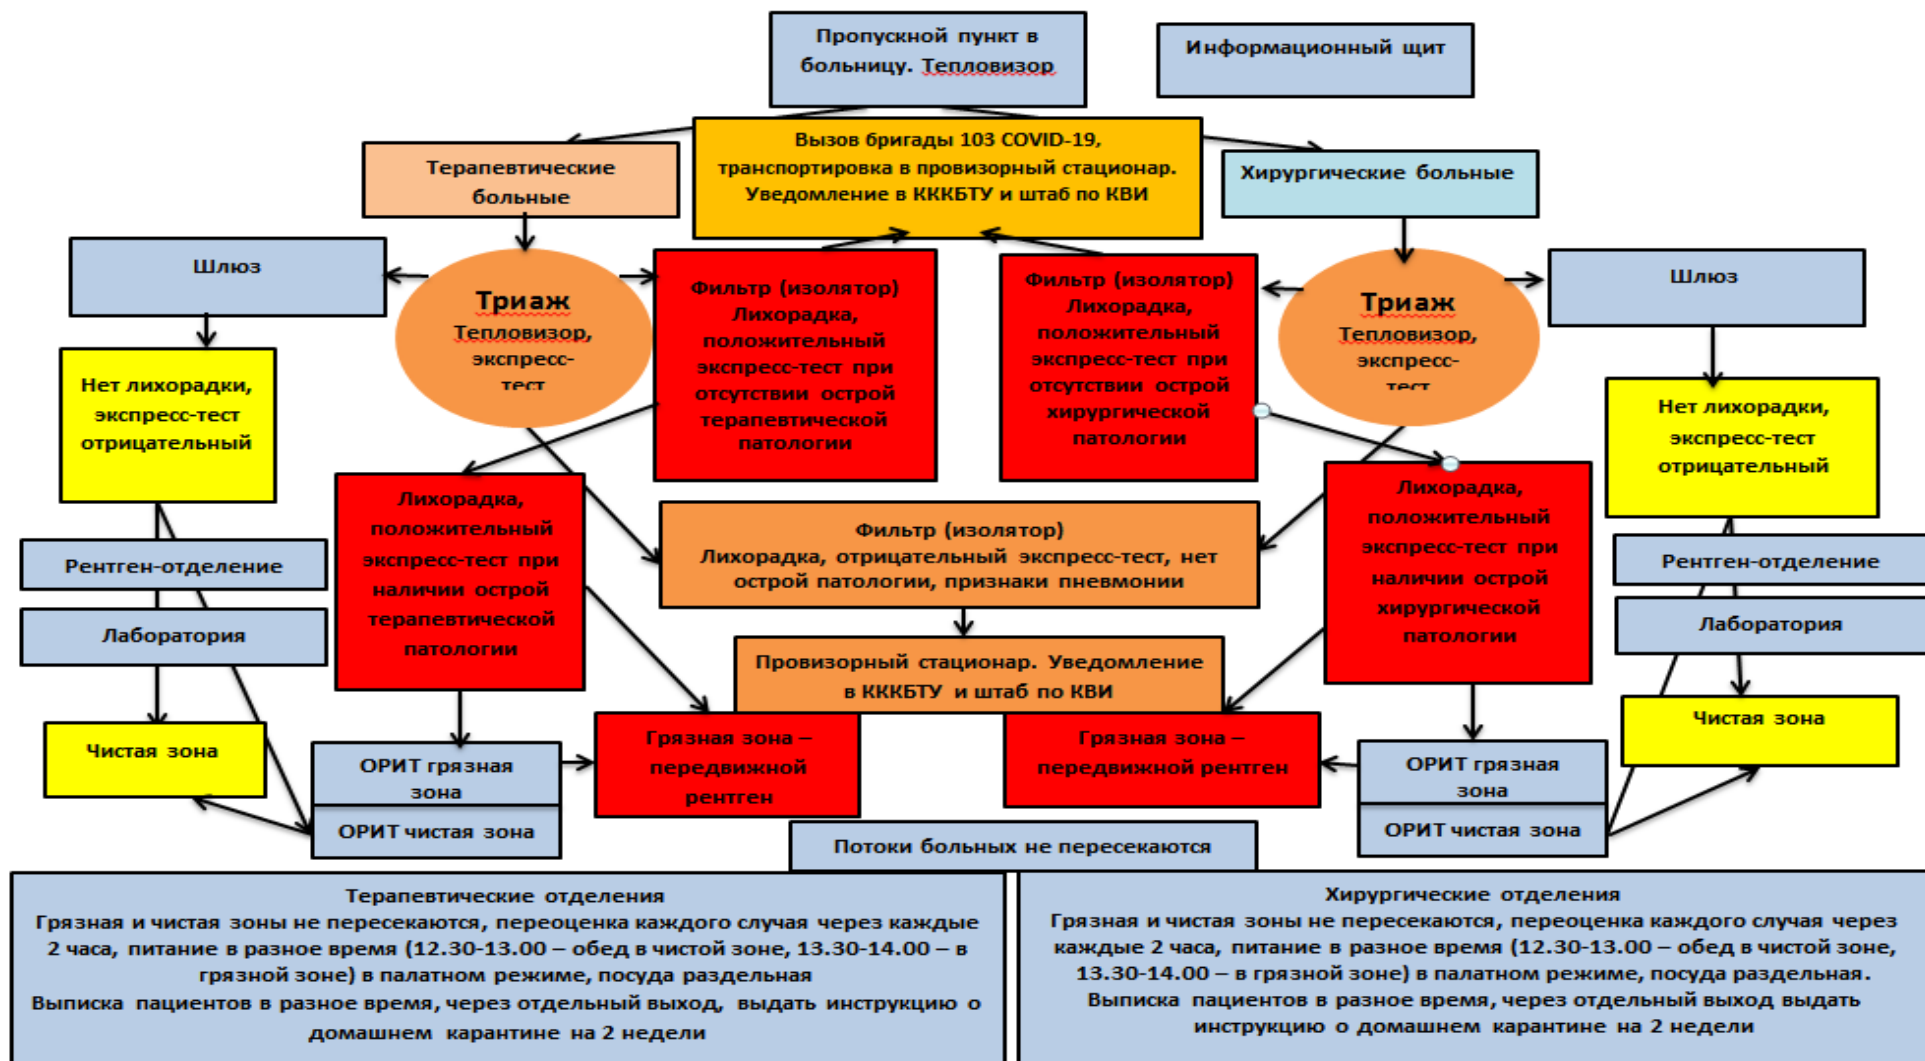 Пропускной пункт в
больницу. Тепловизор
Информационный щит
Вызов бригады 103 COVID-19,
транспортировка в провизорный стационар.
Уведомление в КККБТУ и штаб по КВИ
Терапевтические
больные
Хирургические больные
Шлюз
Триаж
Тепловизор,
экспресс-
тест
Фильтр (изолятор)
Лихорадка,
положительный
экспресс-тест при
отсутствии острой
терапевтической
патологии
Фильтр (изолятор)
Лихорадка,
положительный
экспресс-тест при
отсутствии острой
хирургической
патологии
Триаж
Тепловизор,
экспресс-
тест
Шлюз
Нет лихорадки,
экспресс-тест
отрицательный
Нет лихорадки,
экспресс-тест
отрицательный
Лихорадка,
положительный
экспресс-тест при
наличии острой
терапевтической
патологии
Фильтр (изолятор)
Лихорадка, отрицательный экспресс-тест, нет
острой патологии, признаки пневмонии
Лихорадка,
положительный
экспресс-тест при
наличии острой
хирургической
патологии
Рентген-отделение
Рентген-отделение
Лаборатория
Лаборатория
Провизорный стационар. Уведомление
в КККБТУ и штаб по КВИ
Чистая зона
Чистая зона
Грязная зона –
передвижной
рентген
Грязная зона –
передвижной рентген
ОРИТ грязная
зона
ОРИТ чистая зона
ОРИТ грязная
зона
ОРИТ чистая зона
Потоки больных не пересекаются
Терапевтические отделения
Грязная и чистая зоны не пересекаются, переоценка каждого случая через каждые
2 часа, питание в разное время (12.30-13.00 – обед в чистой зоне, 13.30-14.00 – в
грязной зоне) в палатном режиме, посуда раздельная
Выписка пациентов в разное время, через отдельный выход, выдать инструкцию о
домашнем карантине на 2 недели
Хирургические отделения
Грязная и чистая зоны не пересекаются, переоценка каждого случая через
каждые 2 часа, питание в разное время (12.30-13.00 – обед в чистой зоне,
13.30-14.00 – в грязной зоне) в палатном режиме, посуда раздельная.
Выписка пациентов в разное время, через отдельный выход выдать
инструкцию о домашнем карантине на 2 недели